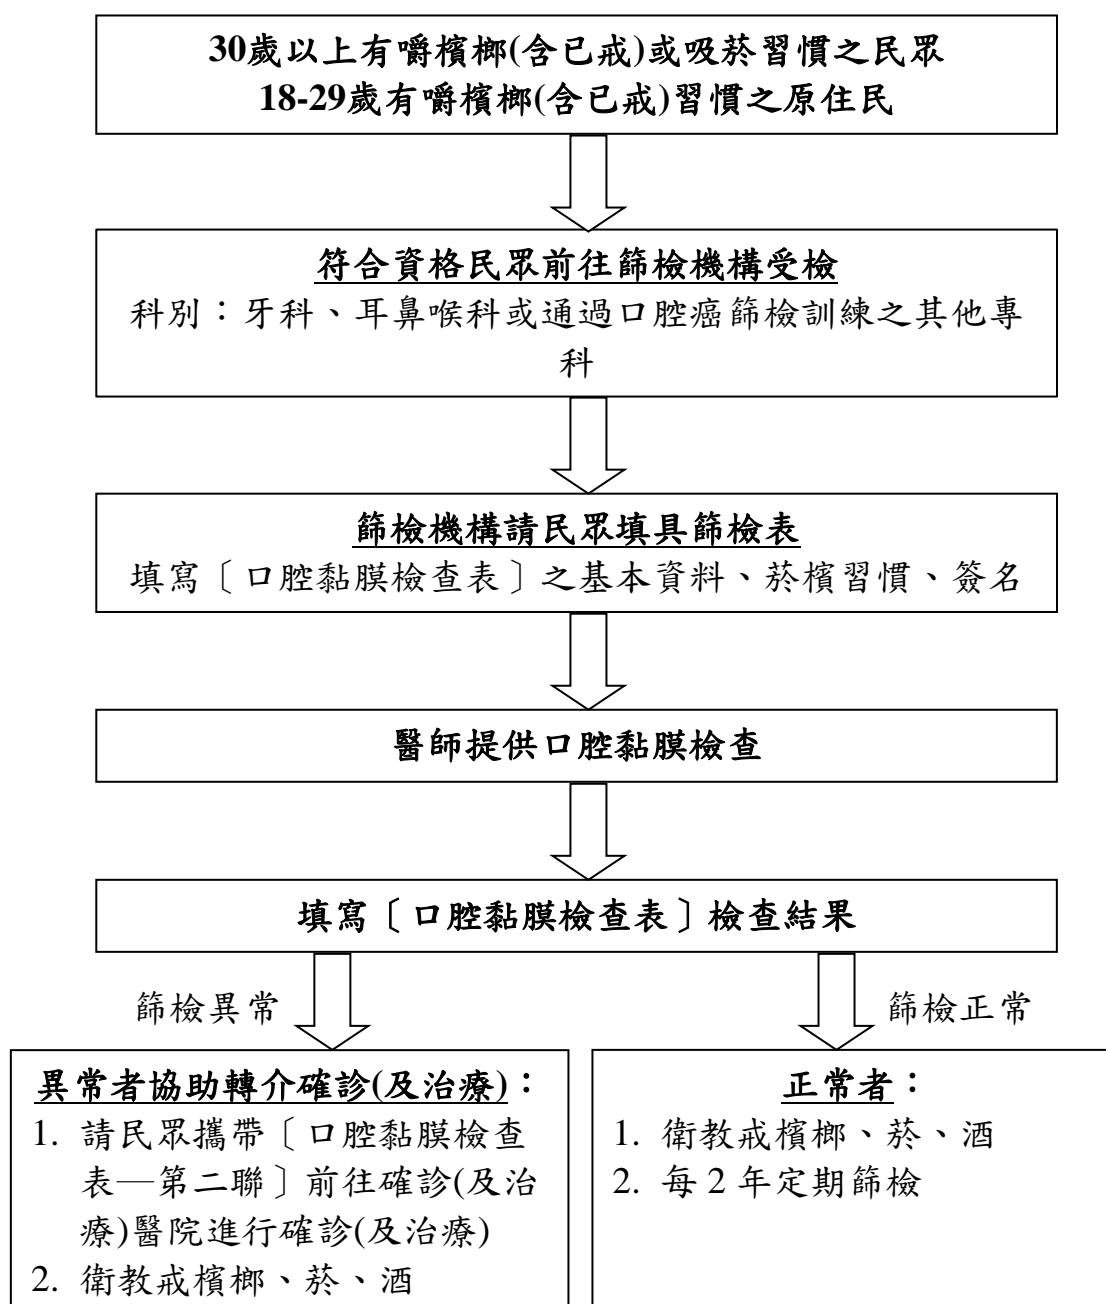 30歲以上有嚼檳榔(含已戒)或吸菸習慣之民眾
18-29歲有嚼檳榔(含已戒)習慣之原住民
符合資格民眾前往篩檢機構受檢
科別：牙科、耳鼻喉科或通過口腔癌篩檢訓練之其他專
科
篩檢機構請民眾填具篩檢表
填寫〔口腔黏膜檢查表〕之基本資料、菸檳習慣、簽名
醫師提供口腔黏膜檢查
填寫〔口腔黏膜檢查表〕檢查結果
篩檢異常
篩檢正常
異常者協助轉介確診(及治療)：
1. 請民眾攜帶〔口腔黏膜檢查
表—第二聯〕前往確診(及治
療)醫院進行確診(及治療)
2. 衛教戒檳榔、菸、酒
正常者：
1. 衛教戒檳榔、菸、酒
2. 每 2 年定期篩檢